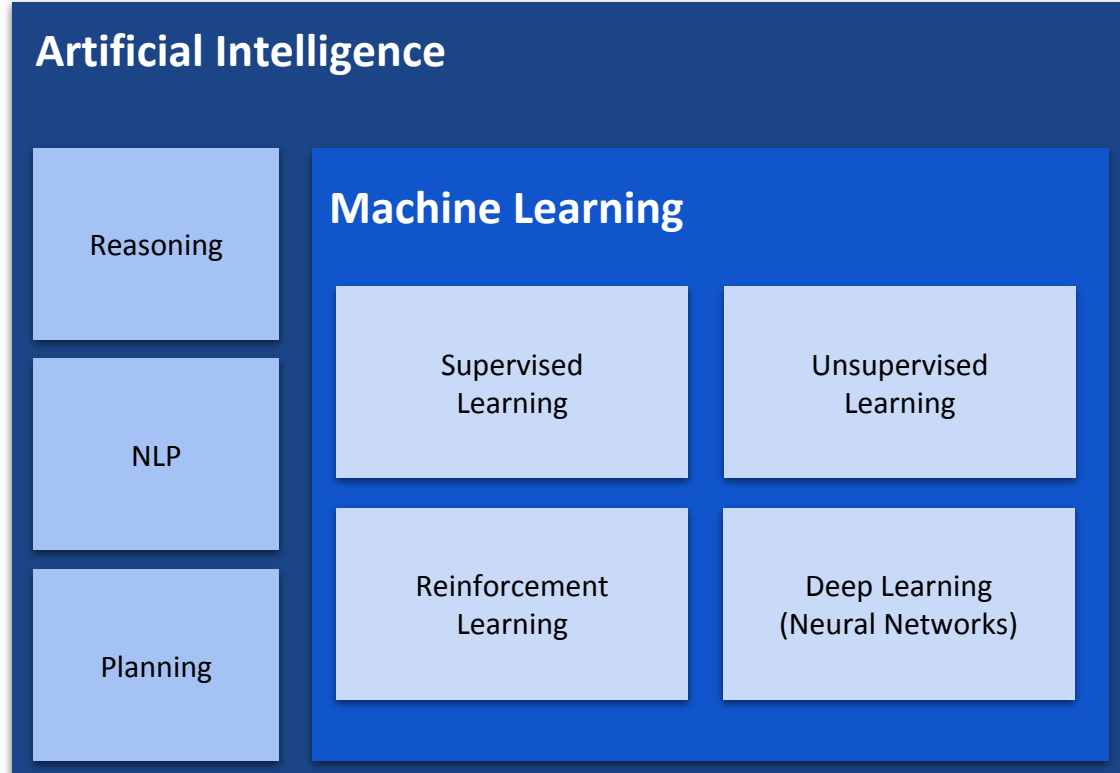 Artificial Intelligence
Reasoning
NLP
Planning
Machine Learning
Supervised
Learning
Unsupervised
Learning
Reinforcement
Learning
Deep Learning
(Neural Networks)